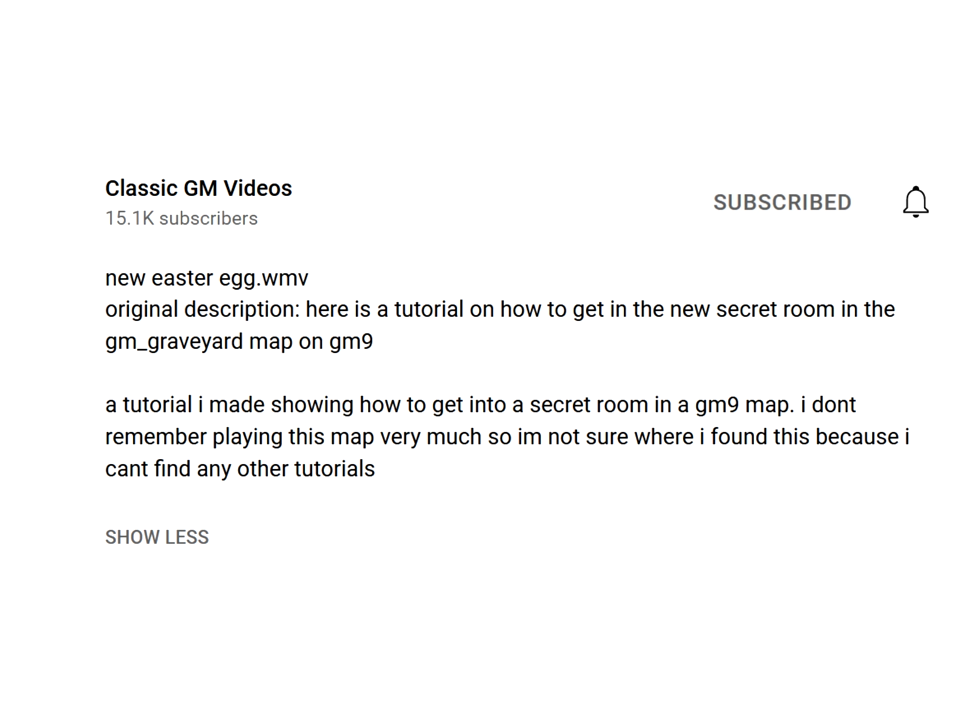 Classic GM Videos
15.1K subscribers
SUBSCRIBED
new easter egg.wmv
original description: here is a tutorial on how to get in the new secret room in the
gm_graveyard map on gm9
a tutorial i made showing how to get into a secret room in a gm9 map. i dont
remember playing this map very much so im not sure where i found this because i
cant find any other tutorials
SHOW LESS